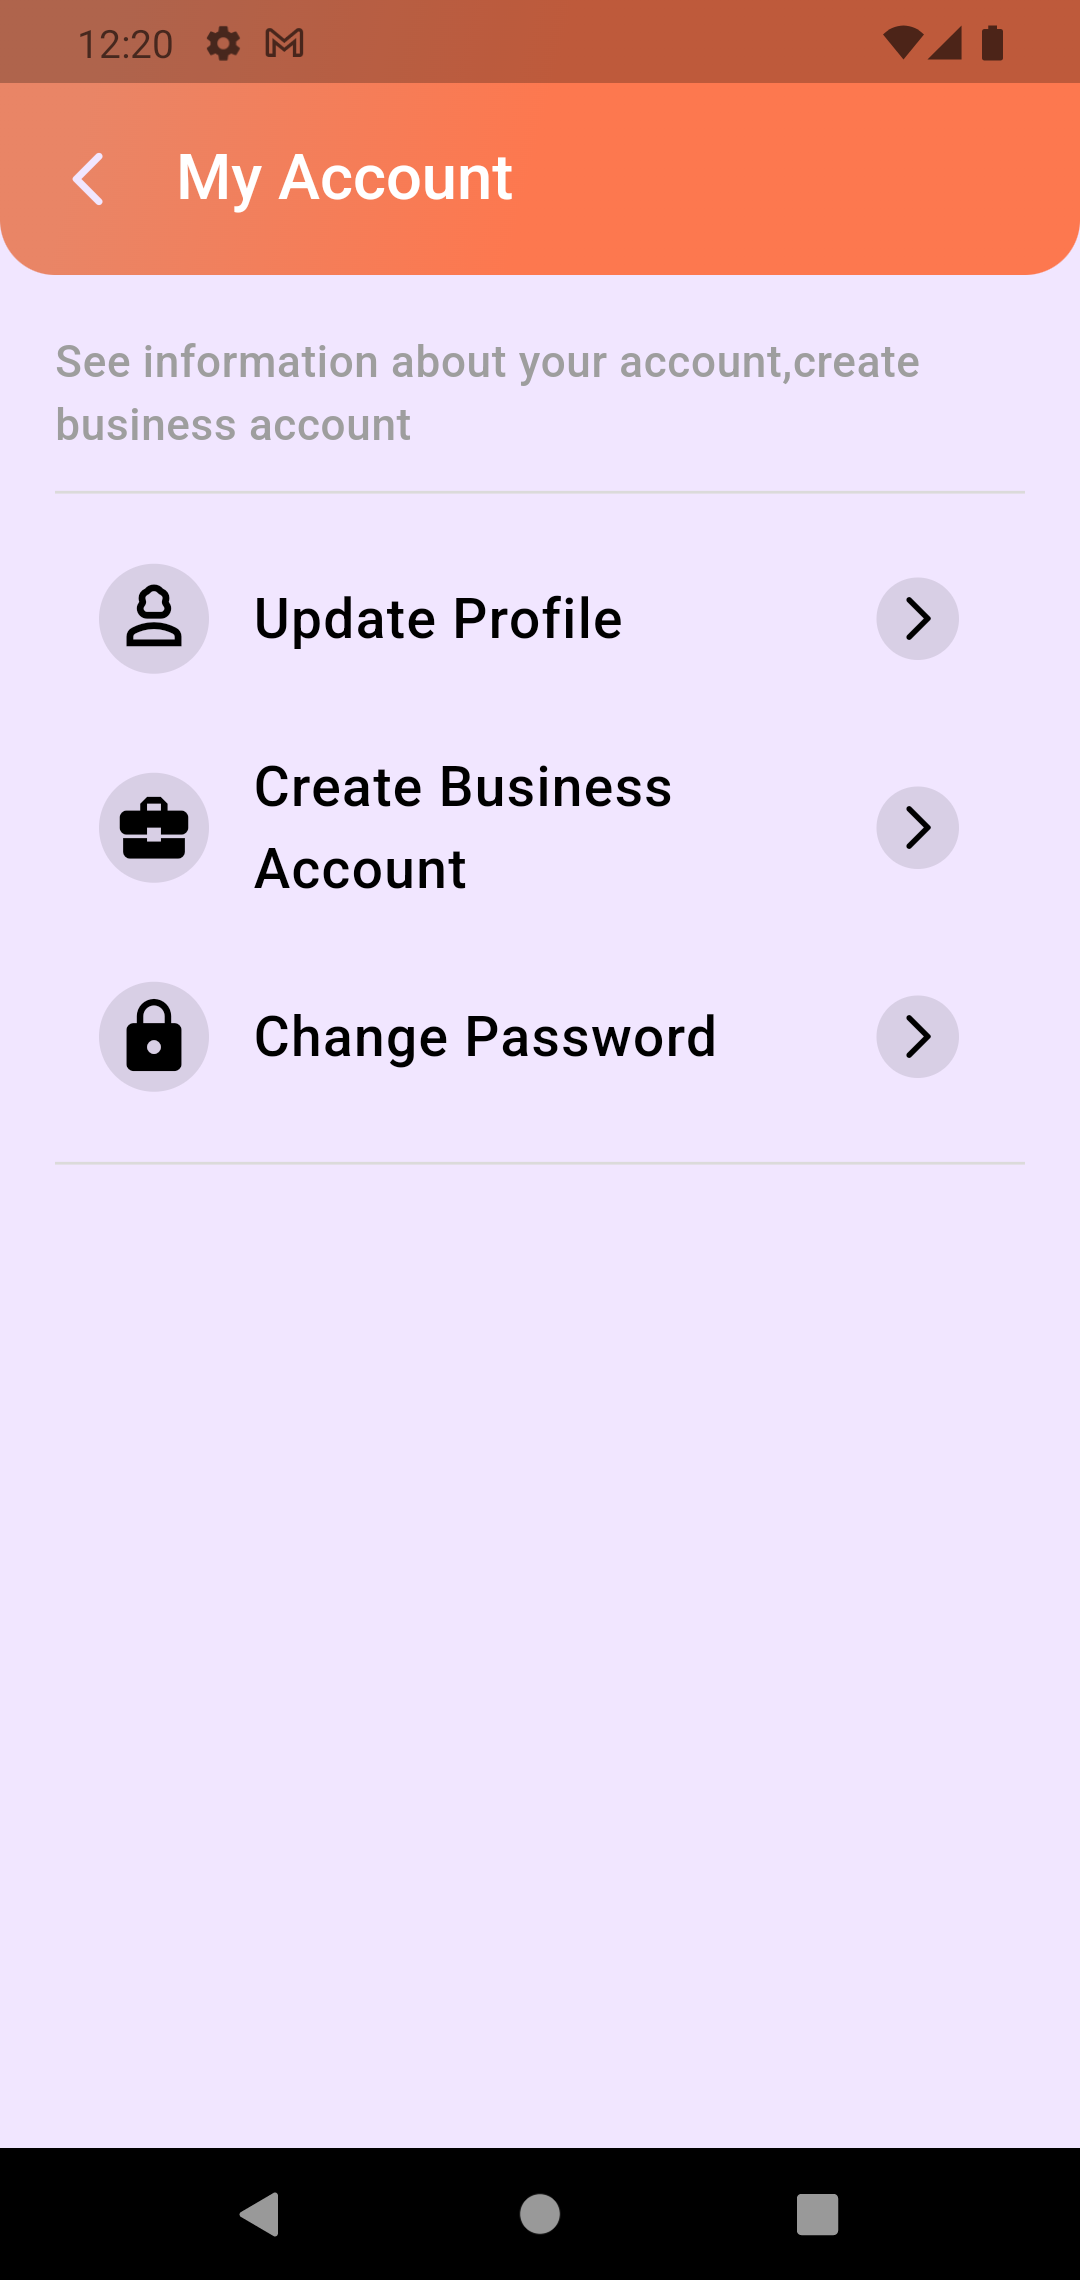 12:20
My Account
See information about your account,create
business account
Update Profile
Create Business
Account
Change Password